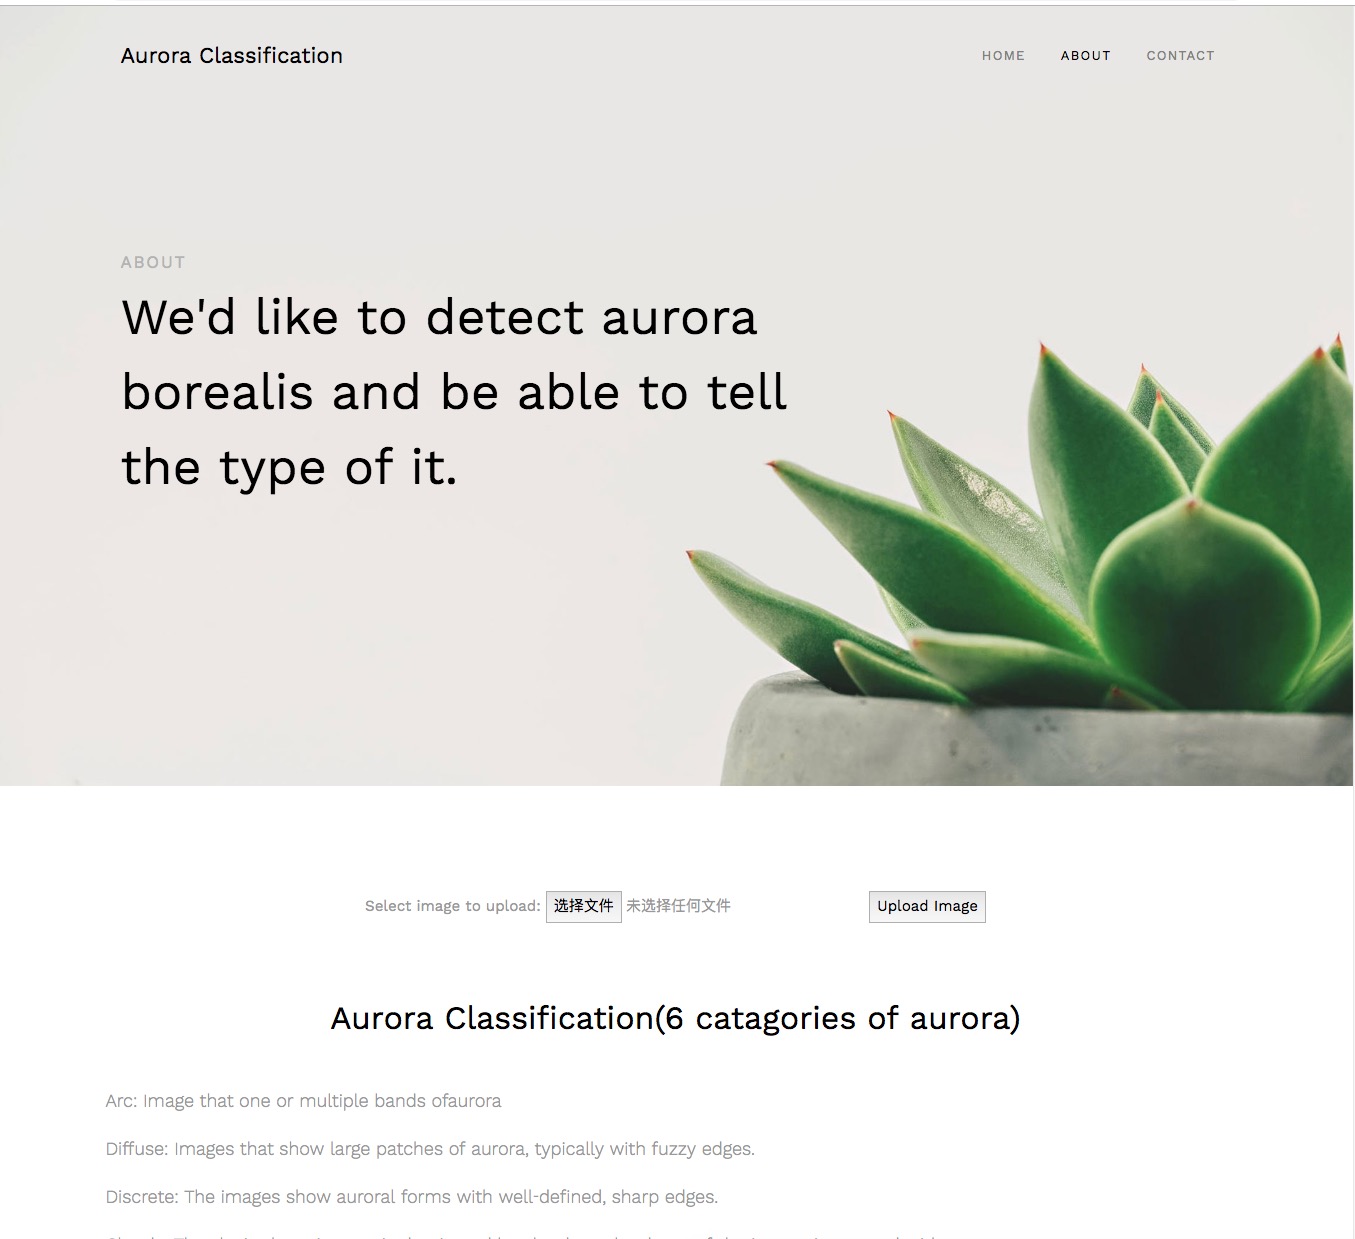 Aurora Classification
HOME ABOUT CONTACT
ABOUT
We'd like to detect aurora
borealis and be able to tell
the type of it.
Select image to upload: 选择文件 未选择任何文件 Upload Image
Aurora Classification(6 catagories of aurora)
Arc: Image that one or multiple bands ofaurora
Diffuse: Images that show large patches of aurora, typically with fuzzy edges.
Discrete: The images show auroral forms with well-defined, sharp edges.